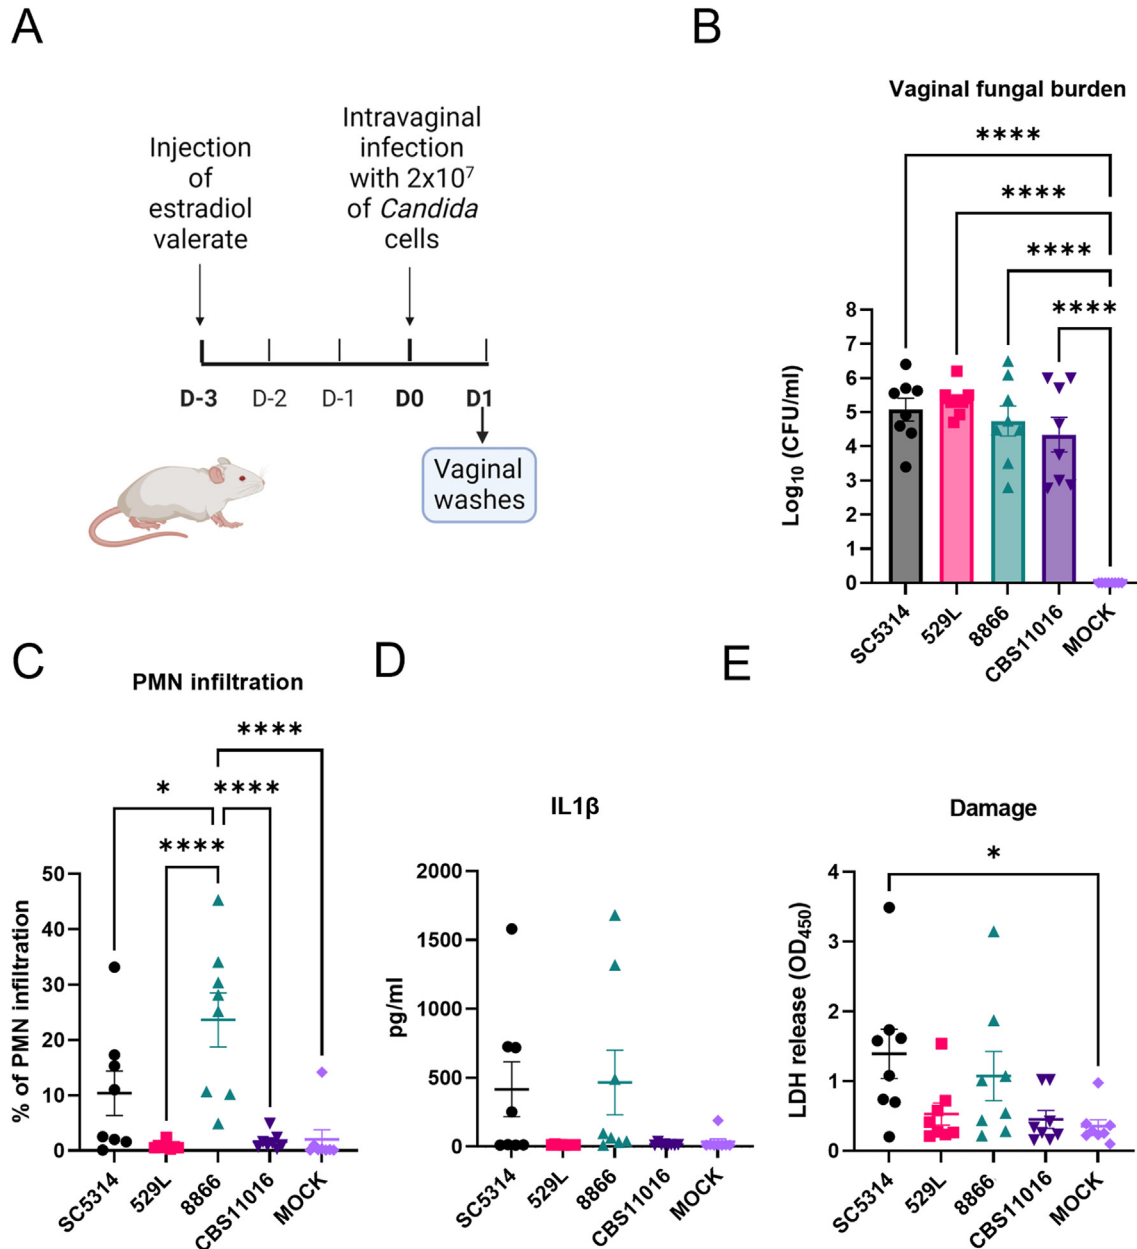 A
Injection
of
estradiol
valerate
Intravaginal
infection
with 2x10⁷
of Candida
cells
D-3
D-2
D-1
D0
D1
Vaginal
washes
B
Vaginal fungal burden
****
****
****
****
Log₁₀ (CFU/ml)
8
7
6
5
4
3
2
1
0
SC5314
529L
8866
CBS11016
MOCK
C
PMN infiltration
****
*
****
****
% of PMN infiltration
50
40
30
20
10
0
SC5314
529L
8866
CBS11016
MOCK
D
IL1β
pg/ml
2000
1500
1000
500
0
SC5314
529L
8866
CBS11016
MOCK
E
Damage
*
LDH release (OD₄₅₀)
4
3
2
1
0
SC5314
529L
8866
CBS11016
MOCK